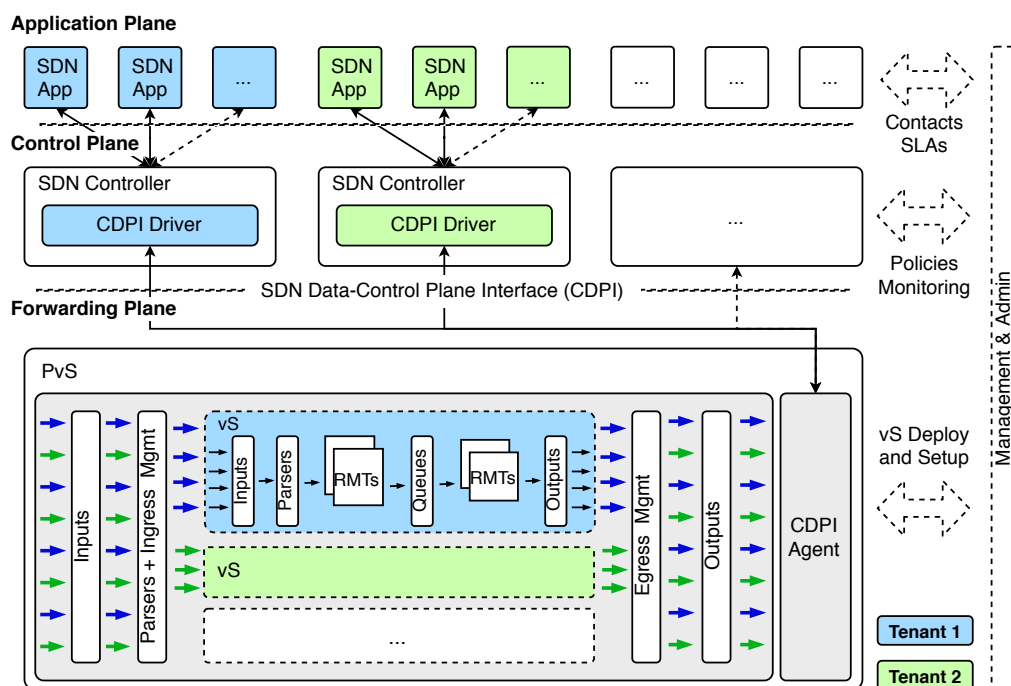 Application Plane
SDN
App
SDN
App
...
SDN
App
SDN
App
...
...
...
...
Contacts
SLAs
Control Plane
SDN Controller
CDPI Driver
SDN Controller
CDPI Driver
...
Policies
Monitoring
SDN Data-Control Plane Interface (CDPI)
Forwarding Plane
Management & Admin
PvS
Inputs
Parsers + Ingress Mgmt
vS
Inputs
Parsers
RMTs
Queues
RMTs
Outputs
vS
...
Egress Mgmt
Outputs
CDPI
Agent
vS Deploy
and Setup
Tenant 1
Tenant 2